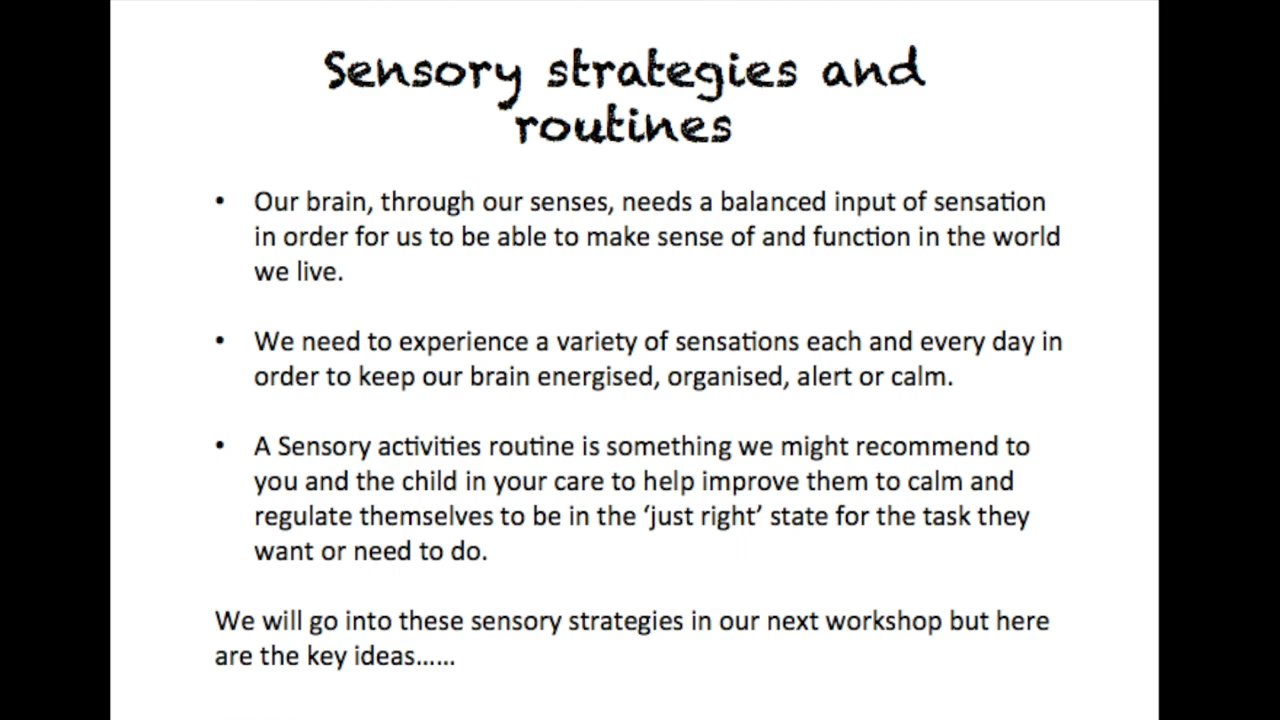 Sensory strategies and
routines
• Our brain, through our senses, needs a balanced input of sensation
in order for us to be able to make sense of and function in the world
we live.
• We need to experience a variety of sensations each and every day in
order to keep our brain energised, organised, alert or calm.
• A Sensory activities routine is something we might recommend to
you and the child in your care to help improve them to calm and
regulate themselves to be in the ‘just right’ state for the task they
want or need to do.
We will go into these sensory strategies in our next workshop but here
are the key ideas......